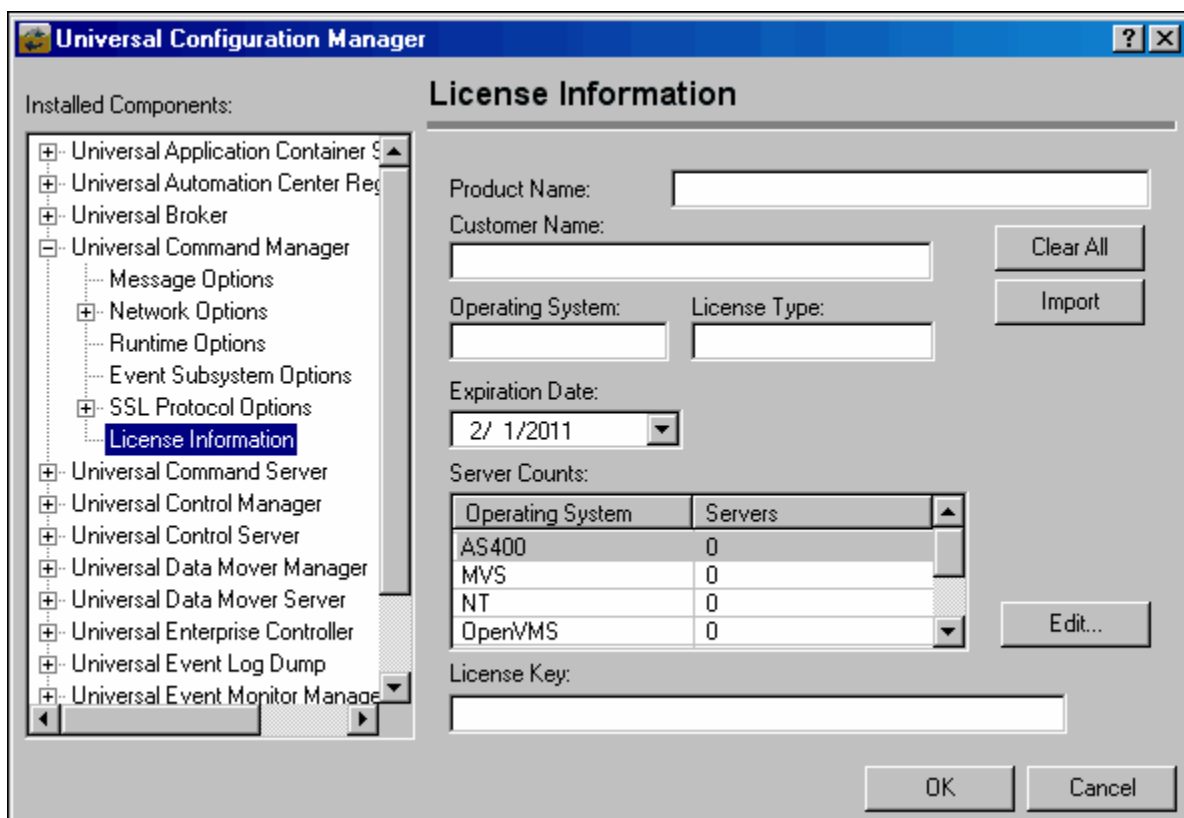 Universal Configuration Manager
Installed Components:
Universal Application Container S
Universal Automation Center Reg
Universal Broker
Universal Command Manager
Message Options
Network Options
Runtime Options
Event Subsystem Options
SSL Protocol Options
License Information
Universal Command Server
Universal Control Manager
Universal Control Server
Universal Data Mover Manager
Universal Data Mover Server
Universal Enterprise Controller
Universal Event Log Dump
Universal Event Monitor Manage
License Information
Product Name:
Customer Name:
Clear All
Operating System: License Type:
Import
Expiration Date:
2/ 1/2011
Server Counts:
Operating System Servers
AS400 0
MVS 0
NT 0
OpenVMS 0
Edit...
License Key:
OK Cancel